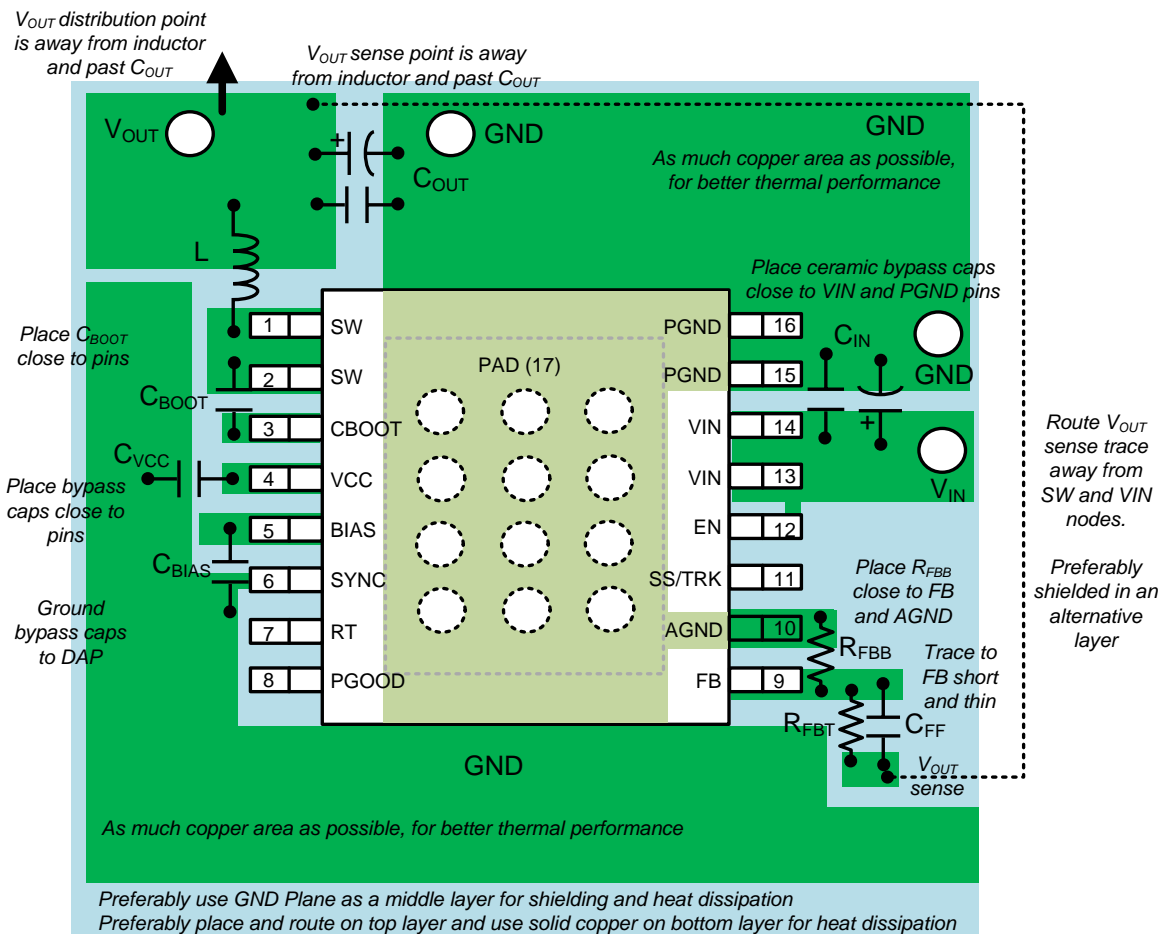 VOUT distribution point
is away from inductor
and past COUT
VOUT sense point is away
from inductor and past COUT
VOUT
GND
GND
+
COUT
As much copper area as possible,
for better thermal performance
L
Place ceramic bypass caps
close to VIN and PGND pins
Place CBOOT
close to pins
1
SW
PGND
16
CIN
GND
2
SW
PAD (17)
PGND
15
CBOOT
3
CBOOT
VIN
14
+
CVCC
4
VCC
VIN
13
VIN
Place bypass
caps close to
pins
5
BIAS
EN
12
CBIAS
6
SYNC
SS/TRK
11
Ground
bypass caps
to DAP
7
RT
AGND
10
8
PGOOD
FB
9
Route VOUT
sense trace
away from
SW and VIN
nodes.
Preferably
shielded in an
alternative
layer
Place RFBB
close to FB
and AGND
RFBB
Trace to
FB short
and thin
RFBT
CFF
VOUT
sense
GND
As much copper area as possible, for better thermal performance
Preferably use GND Plane as a middle layer for shielding and heat dissipation
Preferably place and route on top layer and use solid copper on bottom layer for heat dissipation